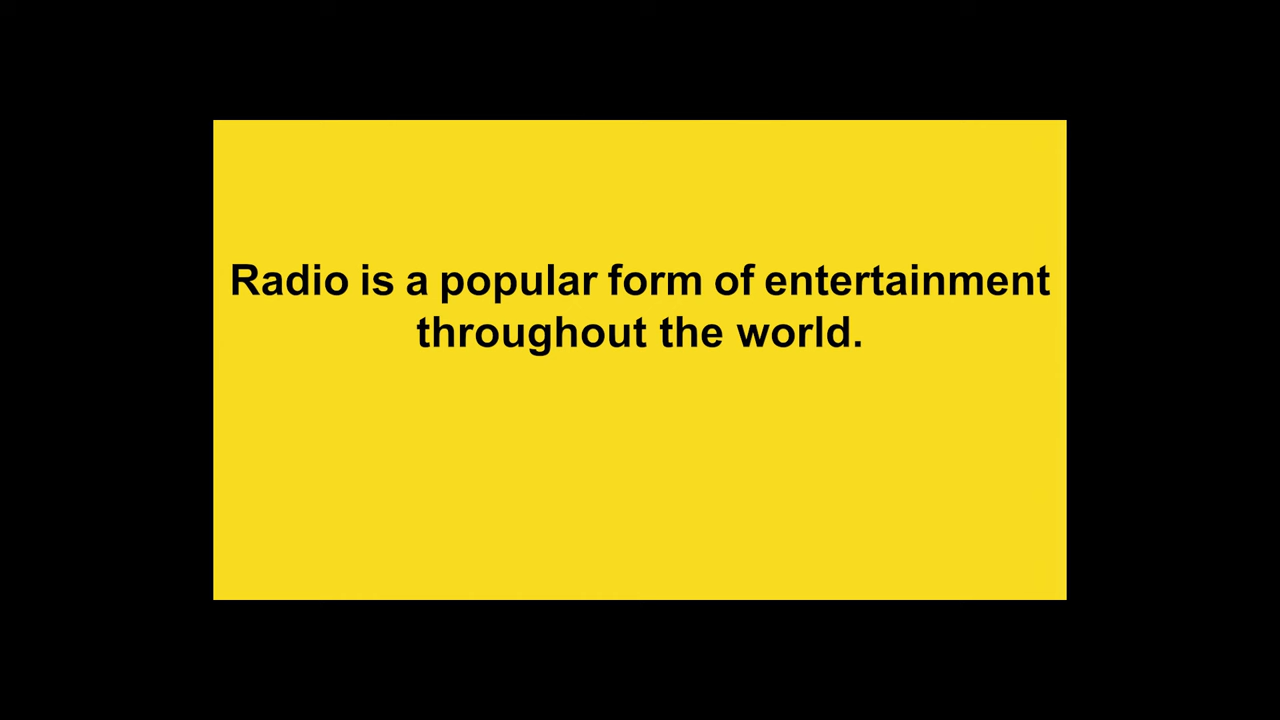 Radio is a popular form of entertainment
throughout the world.